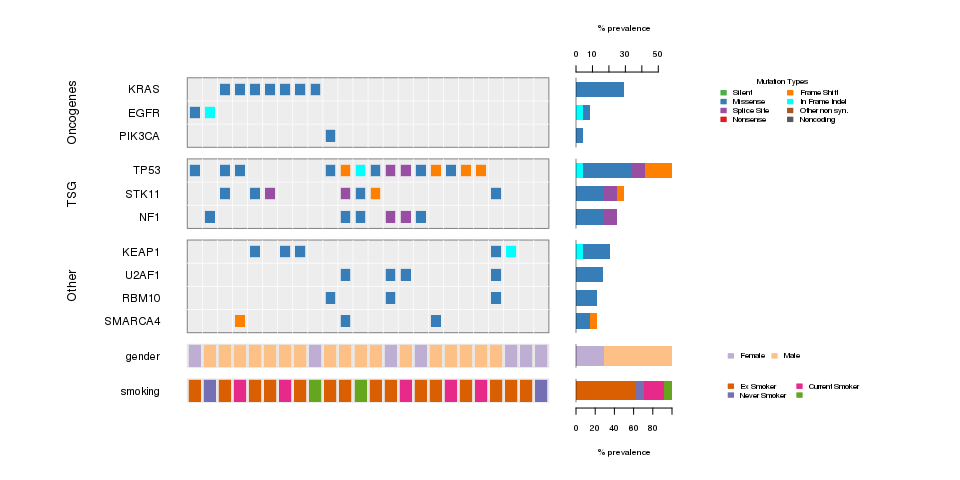 % prevalence
0 10 30 50
Mutation Types
Silent Frame Shift
Missense In Frame Indel
Splice Site Other non syn.
Nonsense Noncoding
Oncogenes
KRAS
EGFR
PIK3CA
TSG
TP53
STK11
NF1
Other
KEAP1
U2AF1
RBM10
SMARCA4
gender
Female Male
smoking
Ex Smoker Current Smoker
Never Smoker
0 20 40 60 80
% prevalence